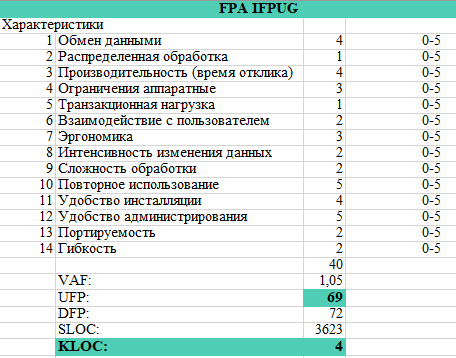 FPA IFPUG
Характеристики
1 Обмен данными 4 0-5
2 Распределенная обработка 1 0-5
3 Производительность (время отклика) 4 0-5
4 Ограничения аппаратные 3 0-5
5 Транзакционная нагрузка 1 0-5
6 Взаимодействие с пользователем 2 0-5
7 Эргономика 3 0-5
8 Интенсивность изменения данных 2 0-5
9 Сложность обработки 2 0-5
10 Повторное использование 5 0-5
11 Удобство инсталляции 4 0-5
12 Удобство администрирования 5 0-5
13 Портируемость 2 0-5
14 Гибкость 2 0-5
40
VAF: 1,05
UFP: 69
DFP: 72
SLOC: 3623
KLOC: 4